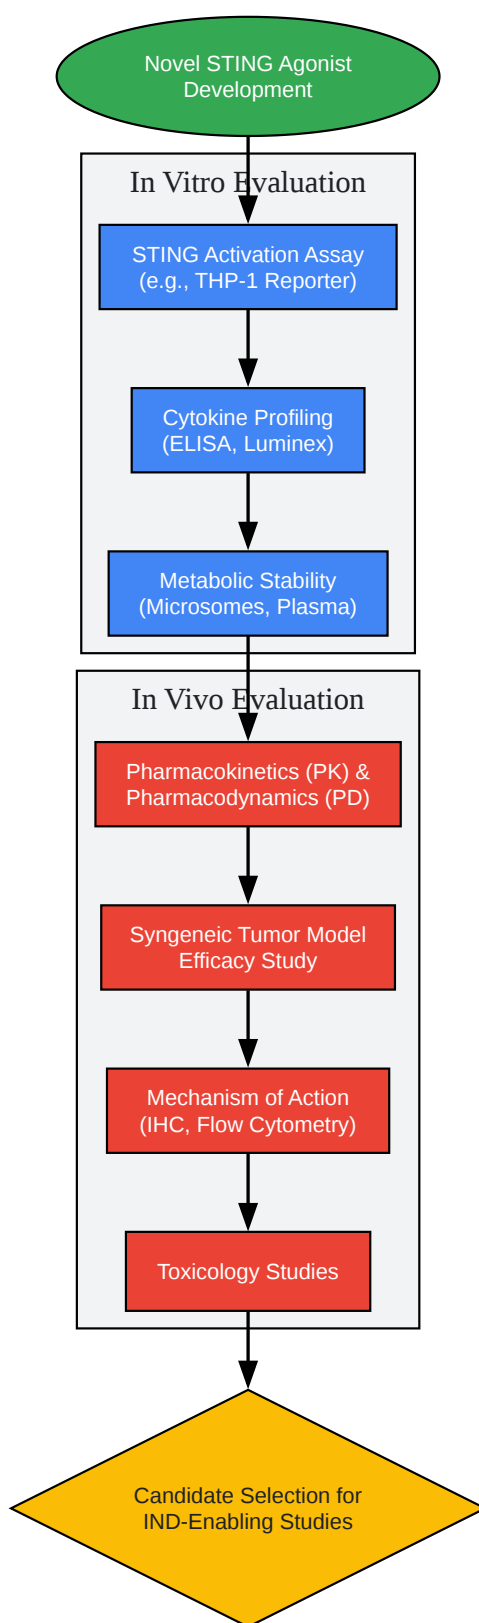 Novel STING Agonist
Development
In Vitro Evaluation
STING Activation Assay
(e.g., THP-1 Reporter)
Cytokine Profiling
(ELISA, Luminex)
Metabolic Stability
(Microsomes, Plasma)
In Vivo Evaluation
Pharmacokinetics (PK) &
Pharmacodynamics (PD)
Syngeneic Tumor Model
Efficacy Study
Mechanism of Action
(IHC, Flow Cytometry)
Toxicology Studies
Candidate Selection for
IND-Enabling Studies